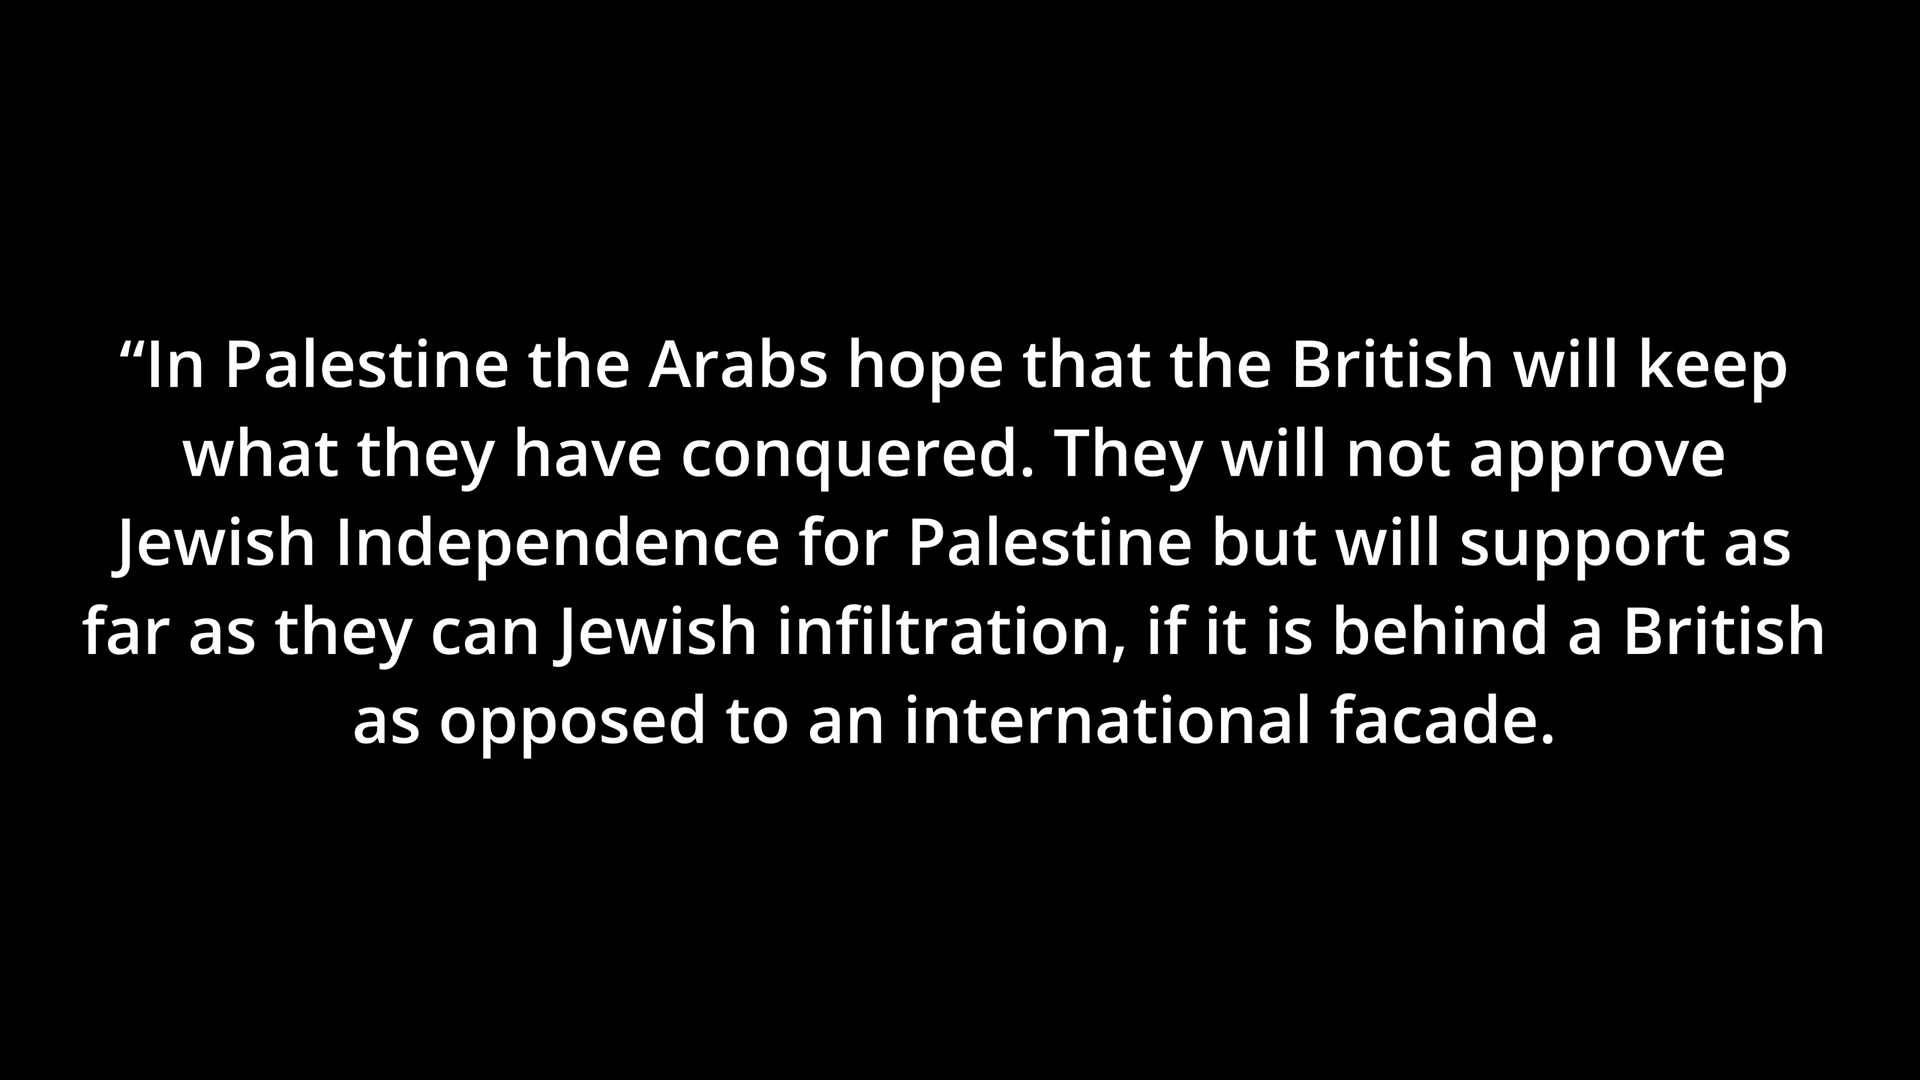 “In Palestine the Arabs hope that the British will keep
what they have conquered. They will not approve
Jewish Independence for Palestine but will support as
far as they can Jewish infiltration, if it is behind a British
as opposed to an international facade.